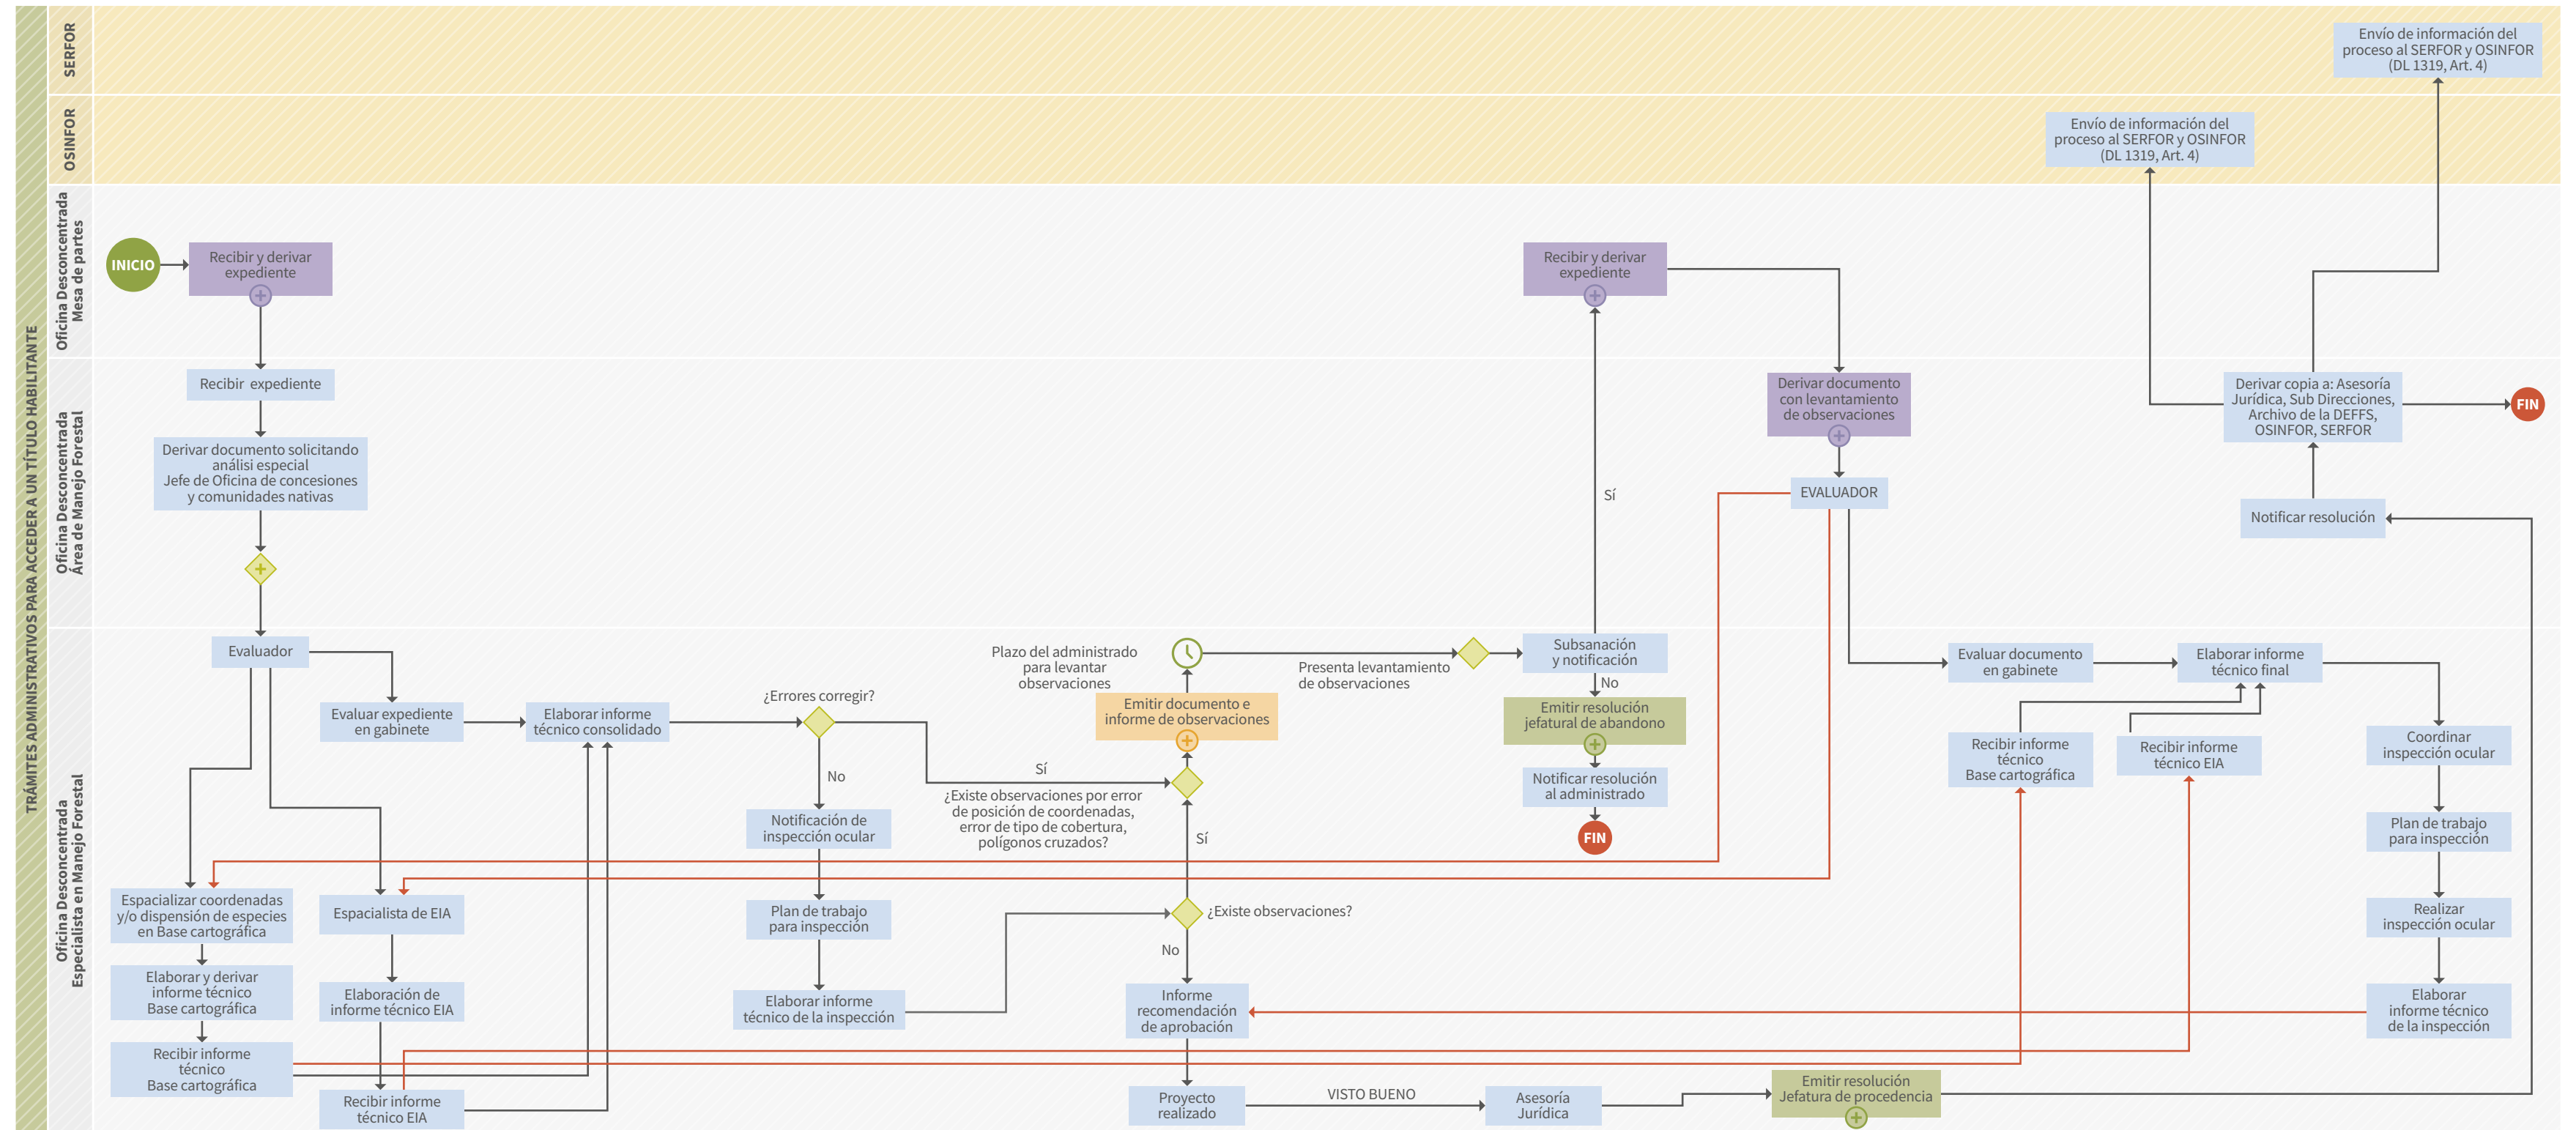 TRÁMITES ADMINISTRATIVOS PARA ACCEDER A UN TÍTULO HABILITANTE
SERFOR
Envío de información del
proceso al SERFOR y OSINFOR
(DL 1319, Art. 4)
OSINFOR
Envío de información del
proceso al SERFOR y OSINFOR
(DL 1319, Art. 4)
Oficina Desconcentrada
Mesa de partes
INICIO
Recibir y derivar
expediente
Recibir y derivar
expediente
Oficina Desconcentrada
Área de Manejo Forestal
Recibir expediente
Derivar documento solicitando
análisi especial
Jefe de Oficina de concesiones
y comunidades nativas
Sí
Derivar documento
con levantamiento
de observaciones
EVALUADOR
Derivar copia a: Asesoría
Jurídica, Sub Direcciones,
Archivo de la DEFFS,
OSINFOR, SERFOR
FIN
Notificar resolución
Oficina Desconcentrada
Especialista en Manejo Forestal
Evaluador
Evaluar expediente
en gabinete
Elaborar informe
técnico consolidado
¿Errores corregir?
No
Sí
Notificación de
inspección ocular
Plan de trabajo
para inspección
Elaborar informe
técnico de la inspección
Plazo del administrado
para levantar
observaciones
Emitir documento e
informe de observaciones
¿Existe observaciones por error
de posición de coordenadas,
error de tipo de cobertura,
polígonos cruzados?
Sí
¿Existe observaciones?
No
Informe
recomendación
de aprobación
Proyecto
realizado
VISTO BUENO
Asesoría
Jurídica
Emitir resolución
Jefatura de procedencia
Presenta levantamiento
de observaciones
Subsanación
y notificación
No
Emitir resolución
jefatural de abandono
Notificar resolución
al administrado
FIN
Espacializar coordenadas
y/o dispensión de especies
en Base cartográfica
Elaborar y derivar
informe técnico
Base cartográfica
Recibir informe
técnico
Base cartográfica
Espacialista de EIA
Elaboración de
informe técnico EIA
Recibir informe
técnico EIA
Evaluar documento
en gabinete
Elaborar informe
técnico final
Recibir informe
técnico
Base cartográfica
Recibir informe
técnico EIA
Coordinar
inspección ocular
Plan de trabajo
para inspección
Realizar
inspección ocular
Elaborar
informe técnico
de la inspección